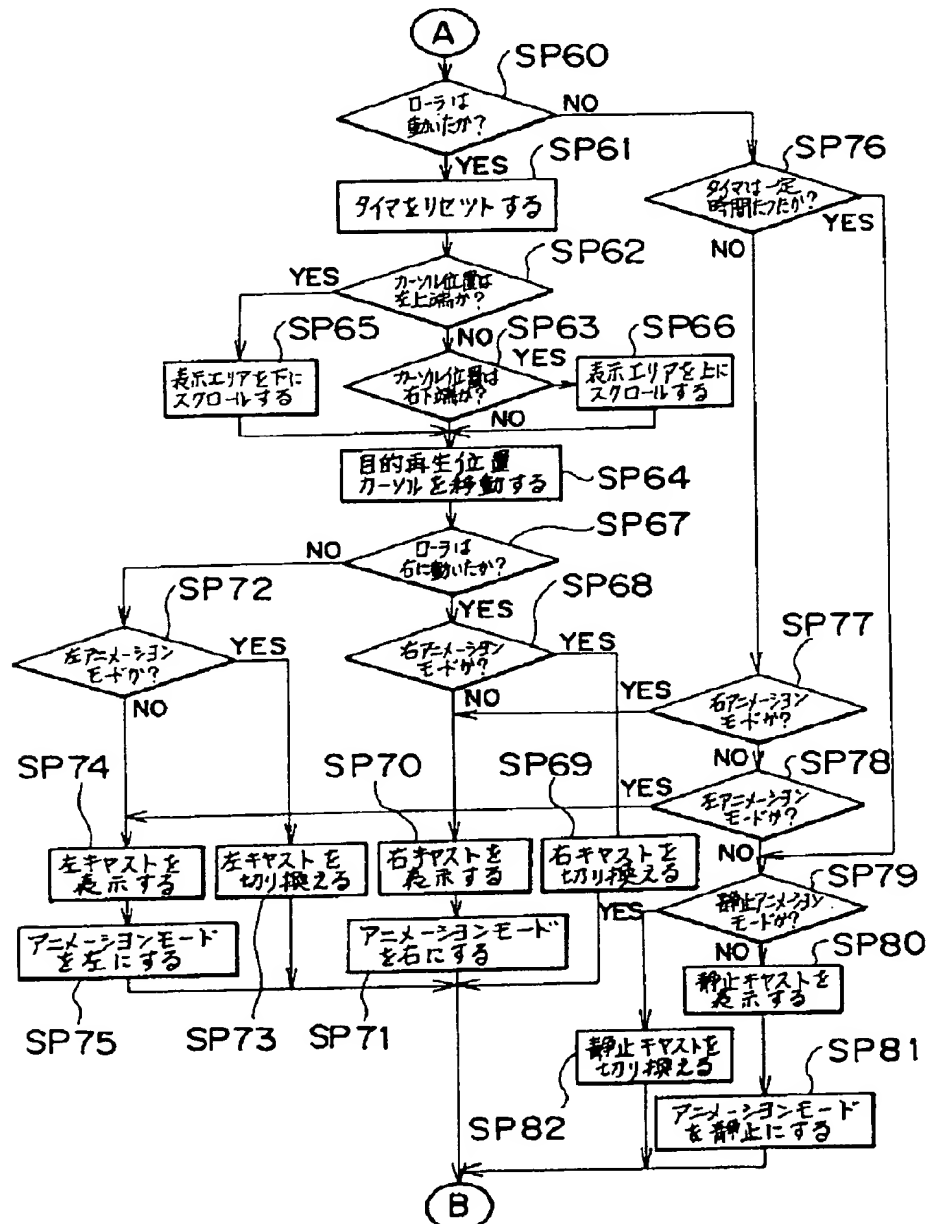 A
SP60
ローラは
動いたか?
NO
YES
SP61
タイマをリセットする
SP76
タイマは一定
時間たったか?
YES
NO
SP62
カーソル位置は
左上端か?
YES
NO
SP65
表示エリアを下に
スクロールする
SP63
カーソル位置は
右下端か?
YES
NO
SP66
表示エリアを上に
スクロールする
目的再生位置
カーソルを移動する
SP64
SP67
ローラは
右に動いたか?
NO
YES
SP72
左アニメーション
モードか?
YES
NO
SP68
右アニメーション
モードか?
YES
NO
SP77
右アニメーション
モードか?
YES
NO
SP78
左アニメーション
モードか?
YES
NO
SP74
左キャストを
表示する
左キャストを
切り換える
SP70
右キャストを
表示する
SP69
右キャストを
切り換える
アニメーションモード
を左にする
SP75
SP73
アニメーションモード
を右にする
SP71
SP79
静止アニメーション
モードか?
YES
NO
SP80
静止キャストを
表示する
静止キャストを
切り換える
SP82
SP81
アニメーションモード
を静止にする
B